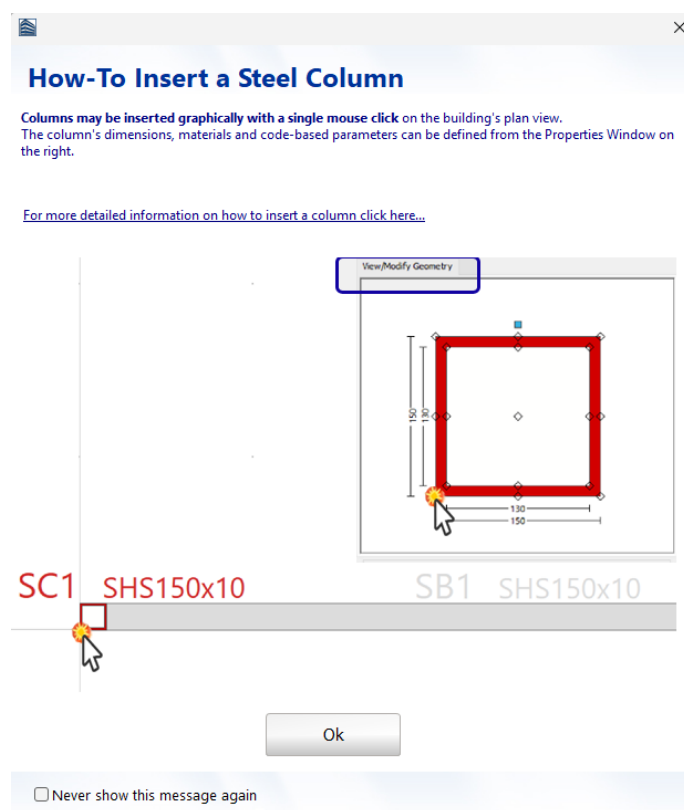 How-To Insert a Steel Column
Columns may be inserted graphically with a single mouse click on the building's plan view.
The column's dimensions, materials and code-based parameters can be defined from the Properties Window on
the right.
For more detailed information on how to insert a column click here...
View/Modify Geometry
150
130
130
150
SC1 SHS150x10
SB1 SHS150x10
Ok
Never show this message again